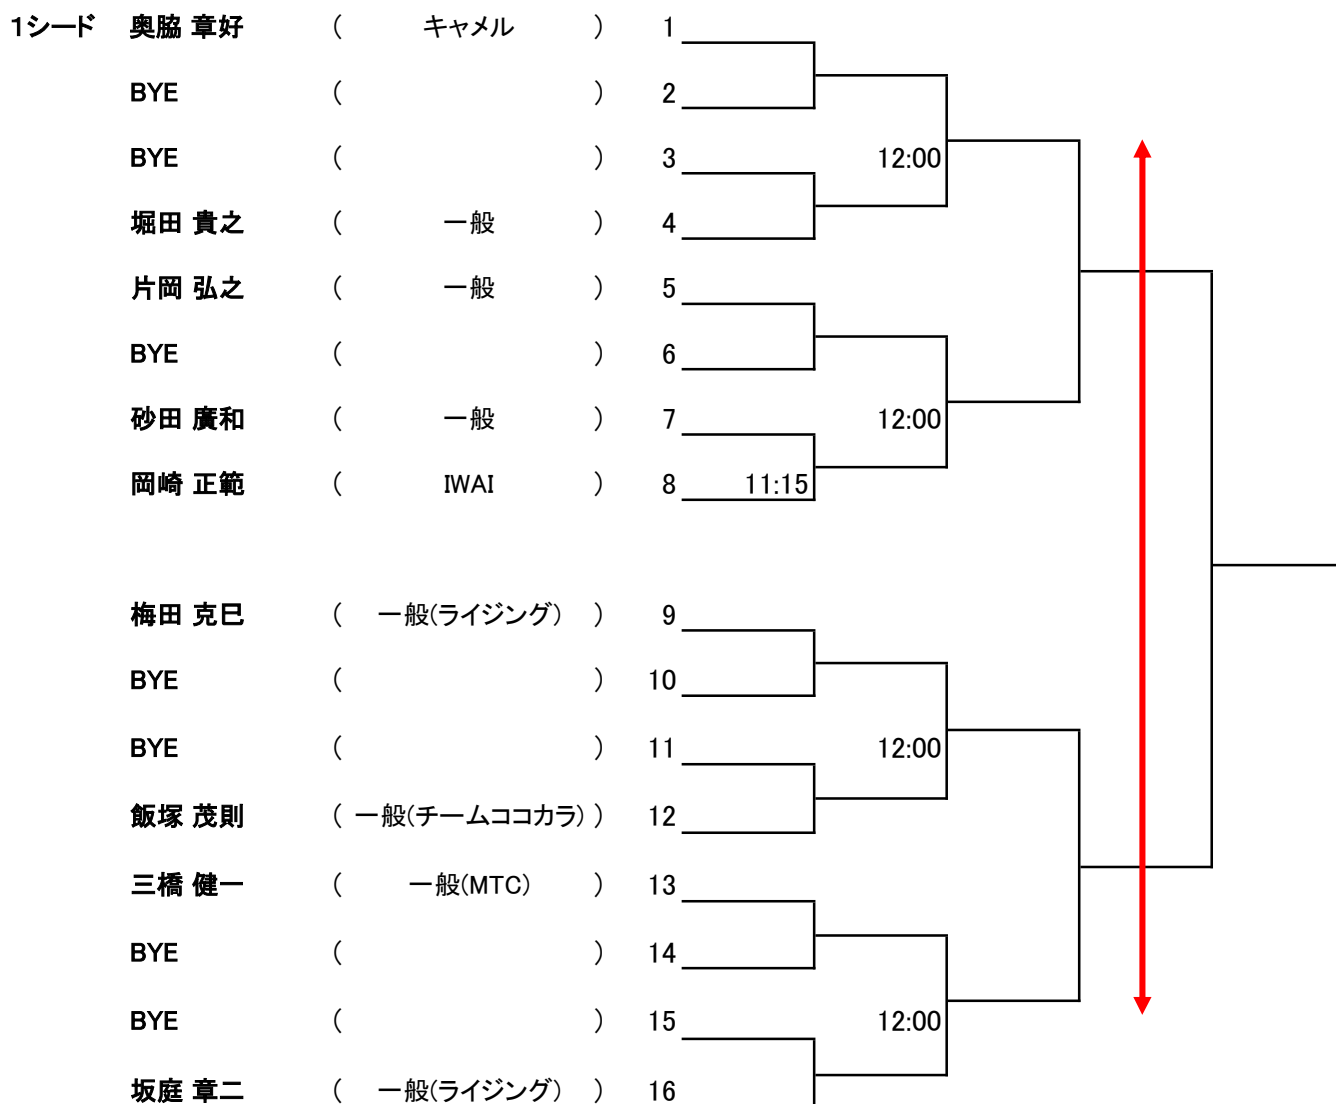 1シード 奥脇 章好 ( キャメル ) 1
BYE ( ) 2
BYE ( ) 3 12:00
堀田 貴之 ( 一般 ) 4
片岡 弘之 ( 一般 ) 5
BYE ( ) 6
砂田 廣和 ( 一般 ) 7 12:00
岡崎 正範 ( IWAI ) 8 11:15
梅田 克巳 ( 一般(ライジング) ) 9
BYE ( ) 10
BYE ( ) 11 12:00
飯塚 茂則 ( 一般(チームココカラ) ) 12
三橋 健一 ( 一般(MTC) ) 13
BYE ( ) 14
BYE ( ) 15 12:00
坂庭 章二 ( 一般(ライジング) ) 16